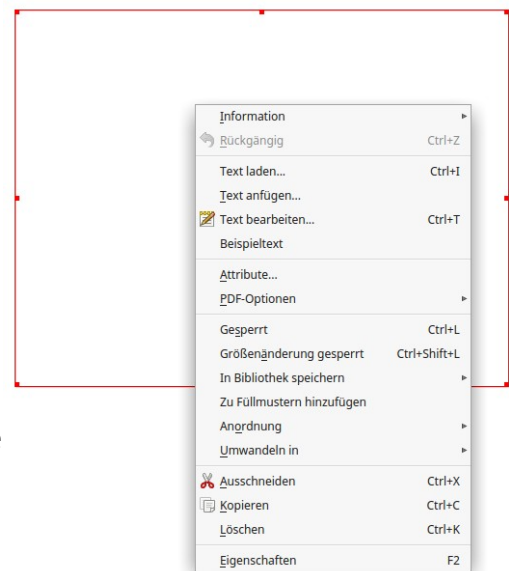 Information
Rückgängig Ctrl+Z
Text laden... Ctrl+I
Text anfügen...
Text bearbeiten... Ctrl+T
Beispieltext
Attribute...
PDF-Optionen
Gesperrt Ctrl+L
Größenänderung gesperrt Ctrl+Shift+L
In Bibliothek speichern
Zu Füllmustern hinzufügen
Anordnung
Umwandeln in
Ausschneiden Ctrl+X
Kopieren Ctrl+C
Löschen Ctrl+K
Eigenschaften F2